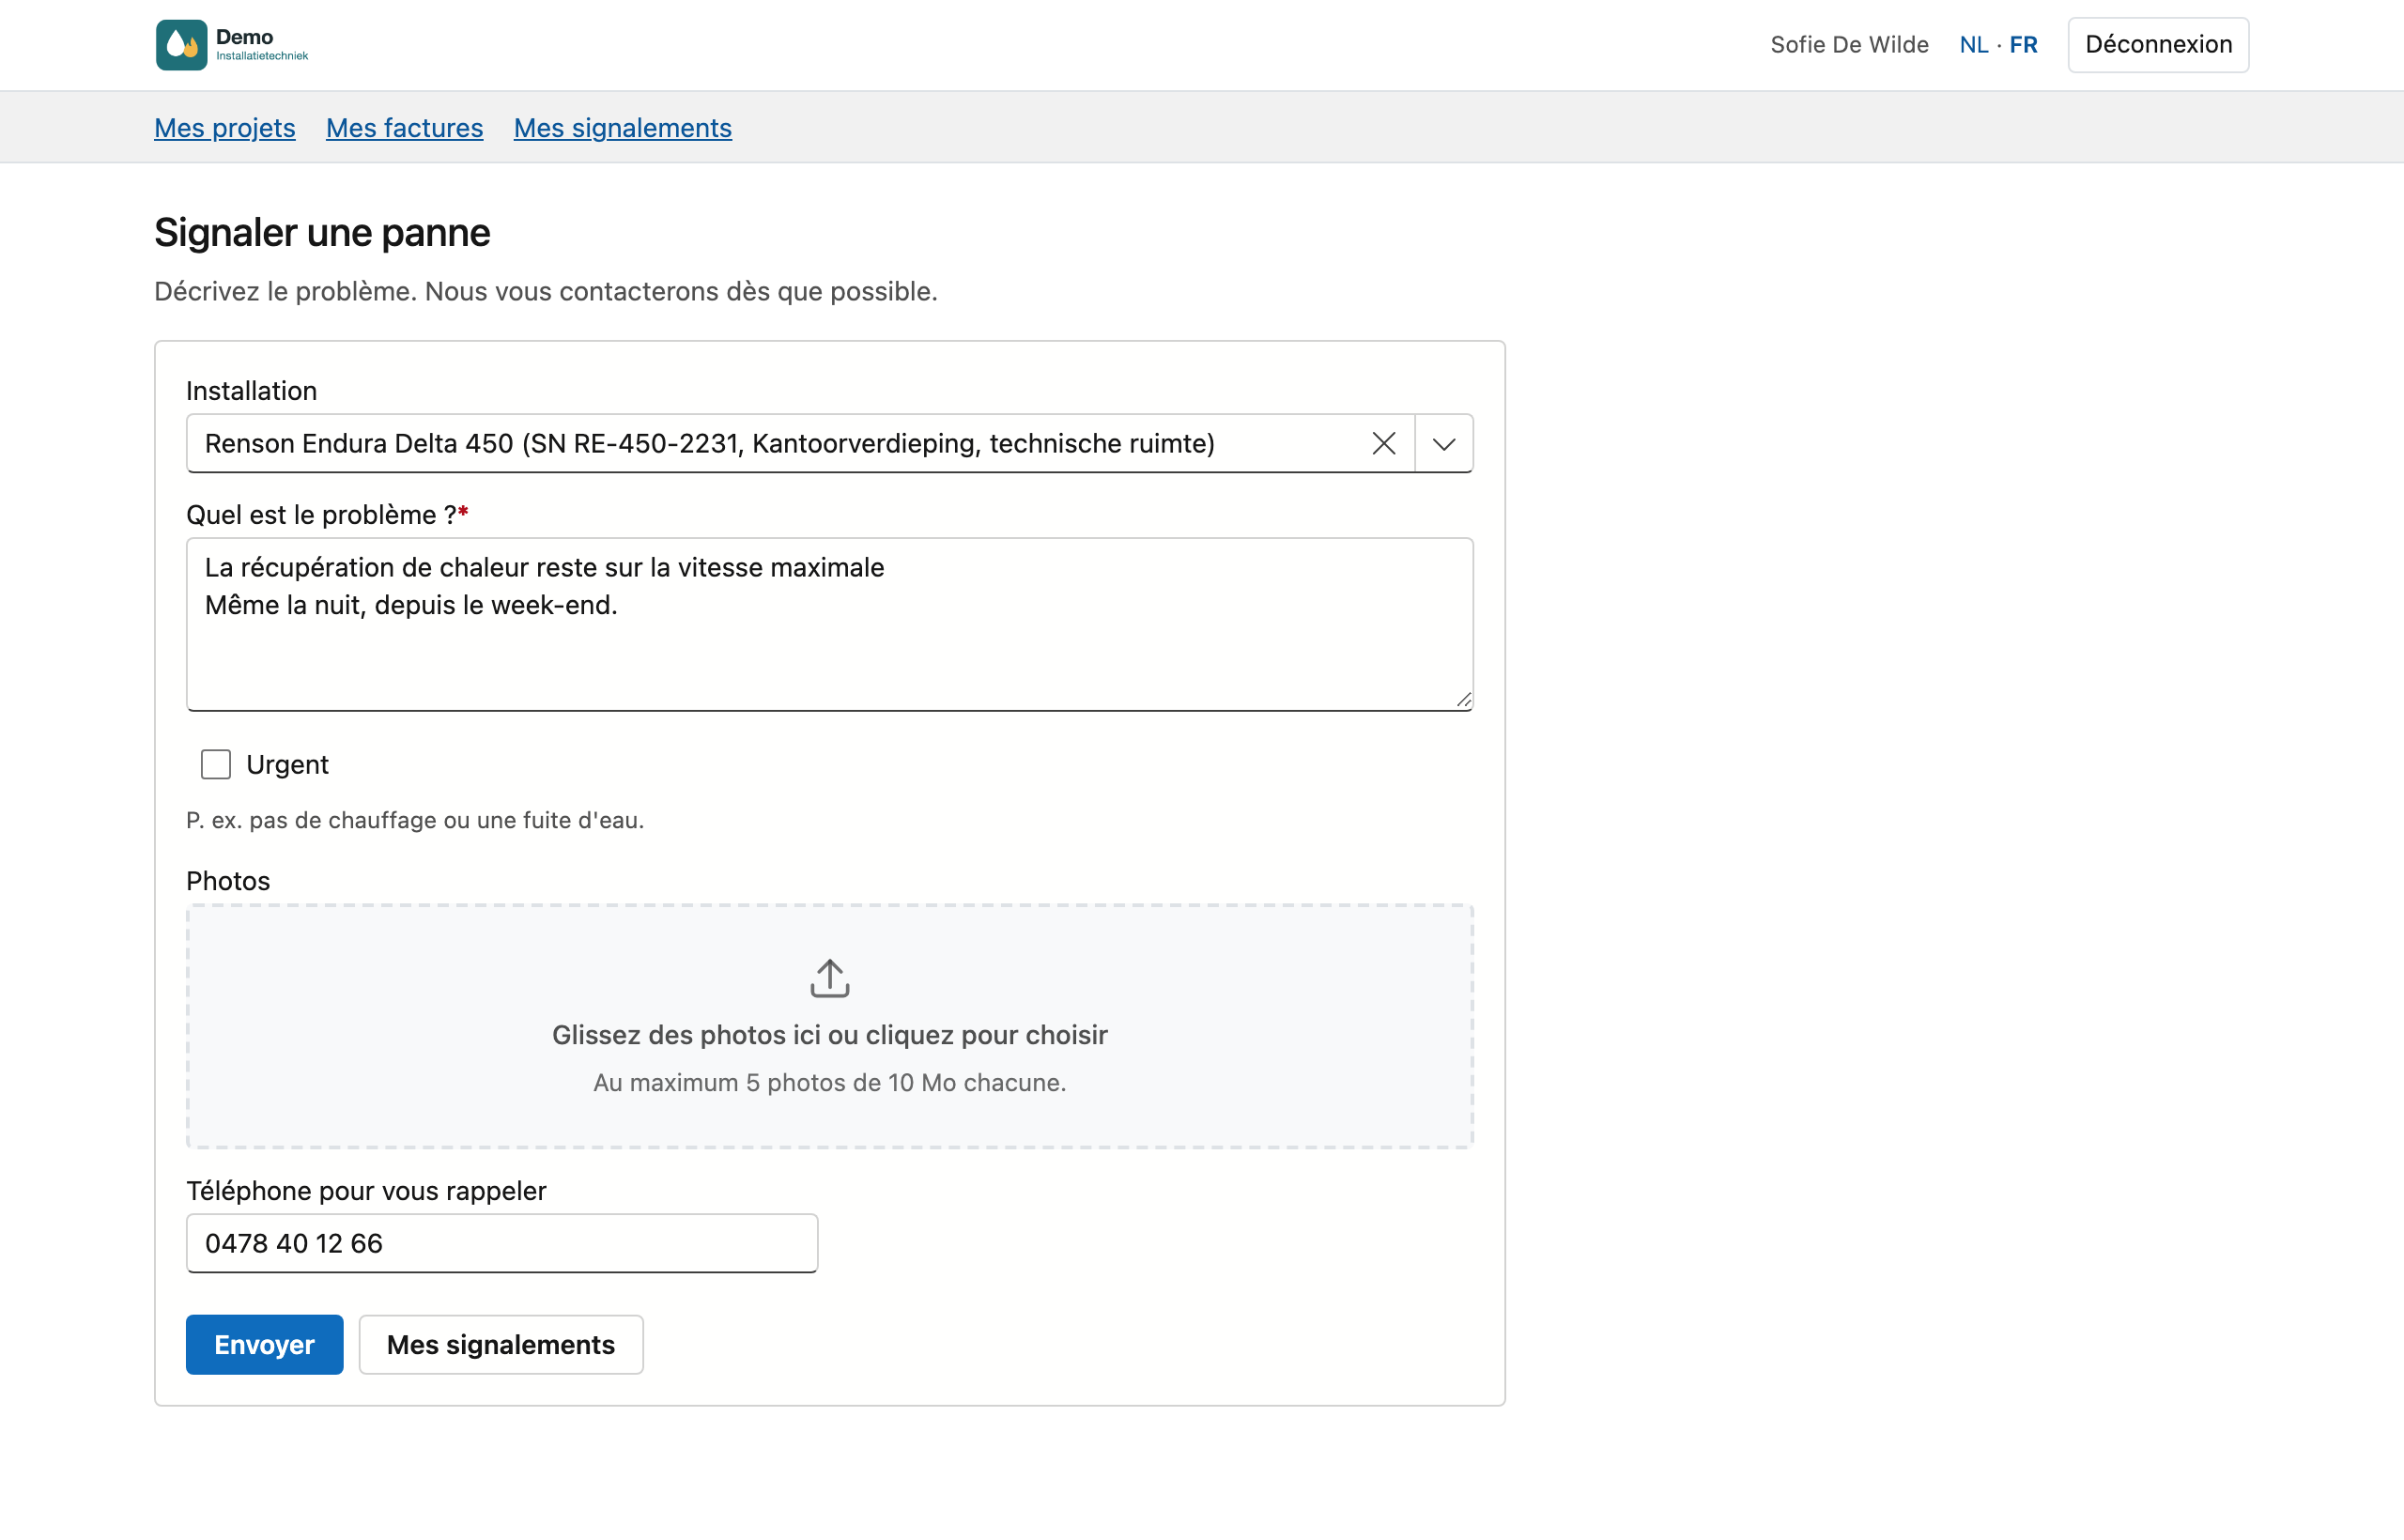 Demo
Installatietechniek
Sofie De Wilde
NL · FR
Déconnexion
Mes projets
Mes factures
Mes signalements
Signaler une panne
Décrivez le problème. Nous vous contacterons dès que possible.
Installation
Renson Endura Delta 450 (SN RE-450-2231, Kantoorverdieping, technische ruimte)
Quel est le problème ?*
La récupération de chaleur reste sur la vitesse maximale
Même la nuit, depuis le week-end.
Urgent
P. ex. pas de chauffage ou une fuite d'eau.
Photos
Glissez des photos ici ou cliquez pour choisir
Au maximum 5 photos de 10 Mo chacune.
Téléphone pour vous rappeler
0478 40 12 66
Envoyer
Mes signalements